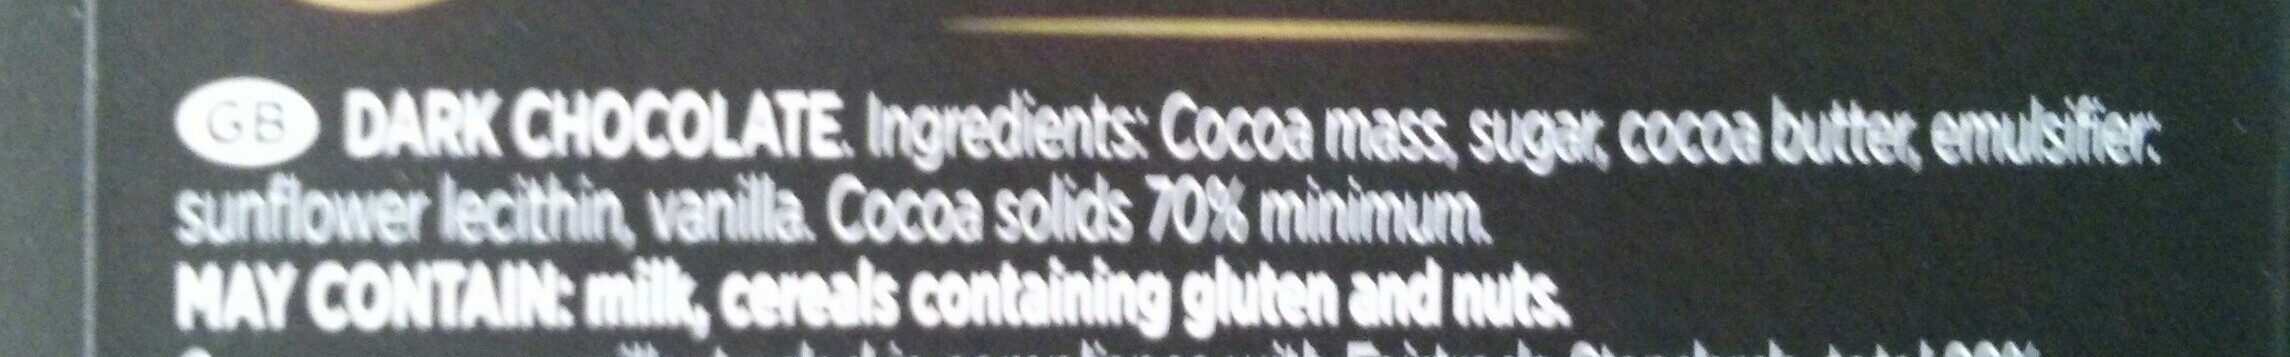 GB DARK CHOCOLATE. Ingredients: Cocoa mass, sugar, cocoa butter, emulsifier:
sunflower lecithin, vanilla. Cocoa solids 70% minimum.
MAY CONTAIN: milk, cereals containing gluten and nuts.